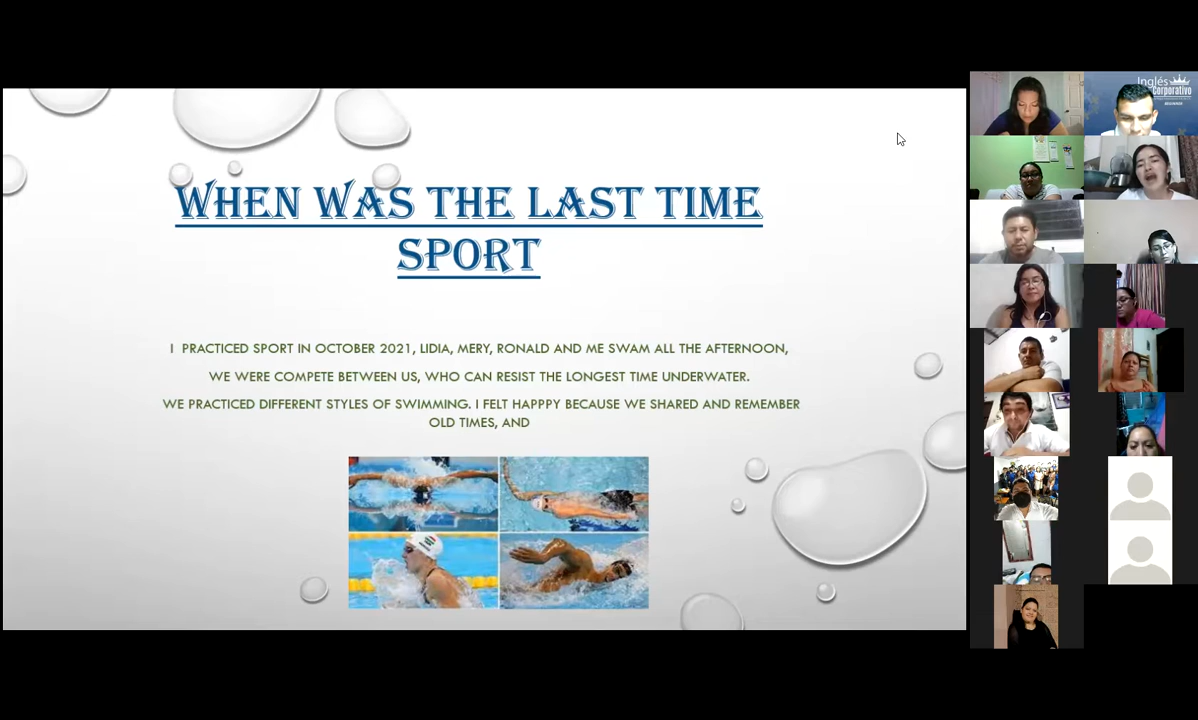 WHEN WAS THE LAST TIME
SPORT
I PRACTICED SPORT IN OCTOBER 2021, LIDIA, MERY, RONALD AND ME SWAM ALL THE AFTERNOON,
WE WERE COMPETE BETWEEN US, WHO CAN RESIST THE LONGEST TIME UNDERWATER.
WE PRACTICED DIFFERENT STYLES OF SWIMMING. I FELT HAPPPY BECAUSE WE SHARED AND REMEMBER
OLD TIMES, AND
Inglés
Corporativo